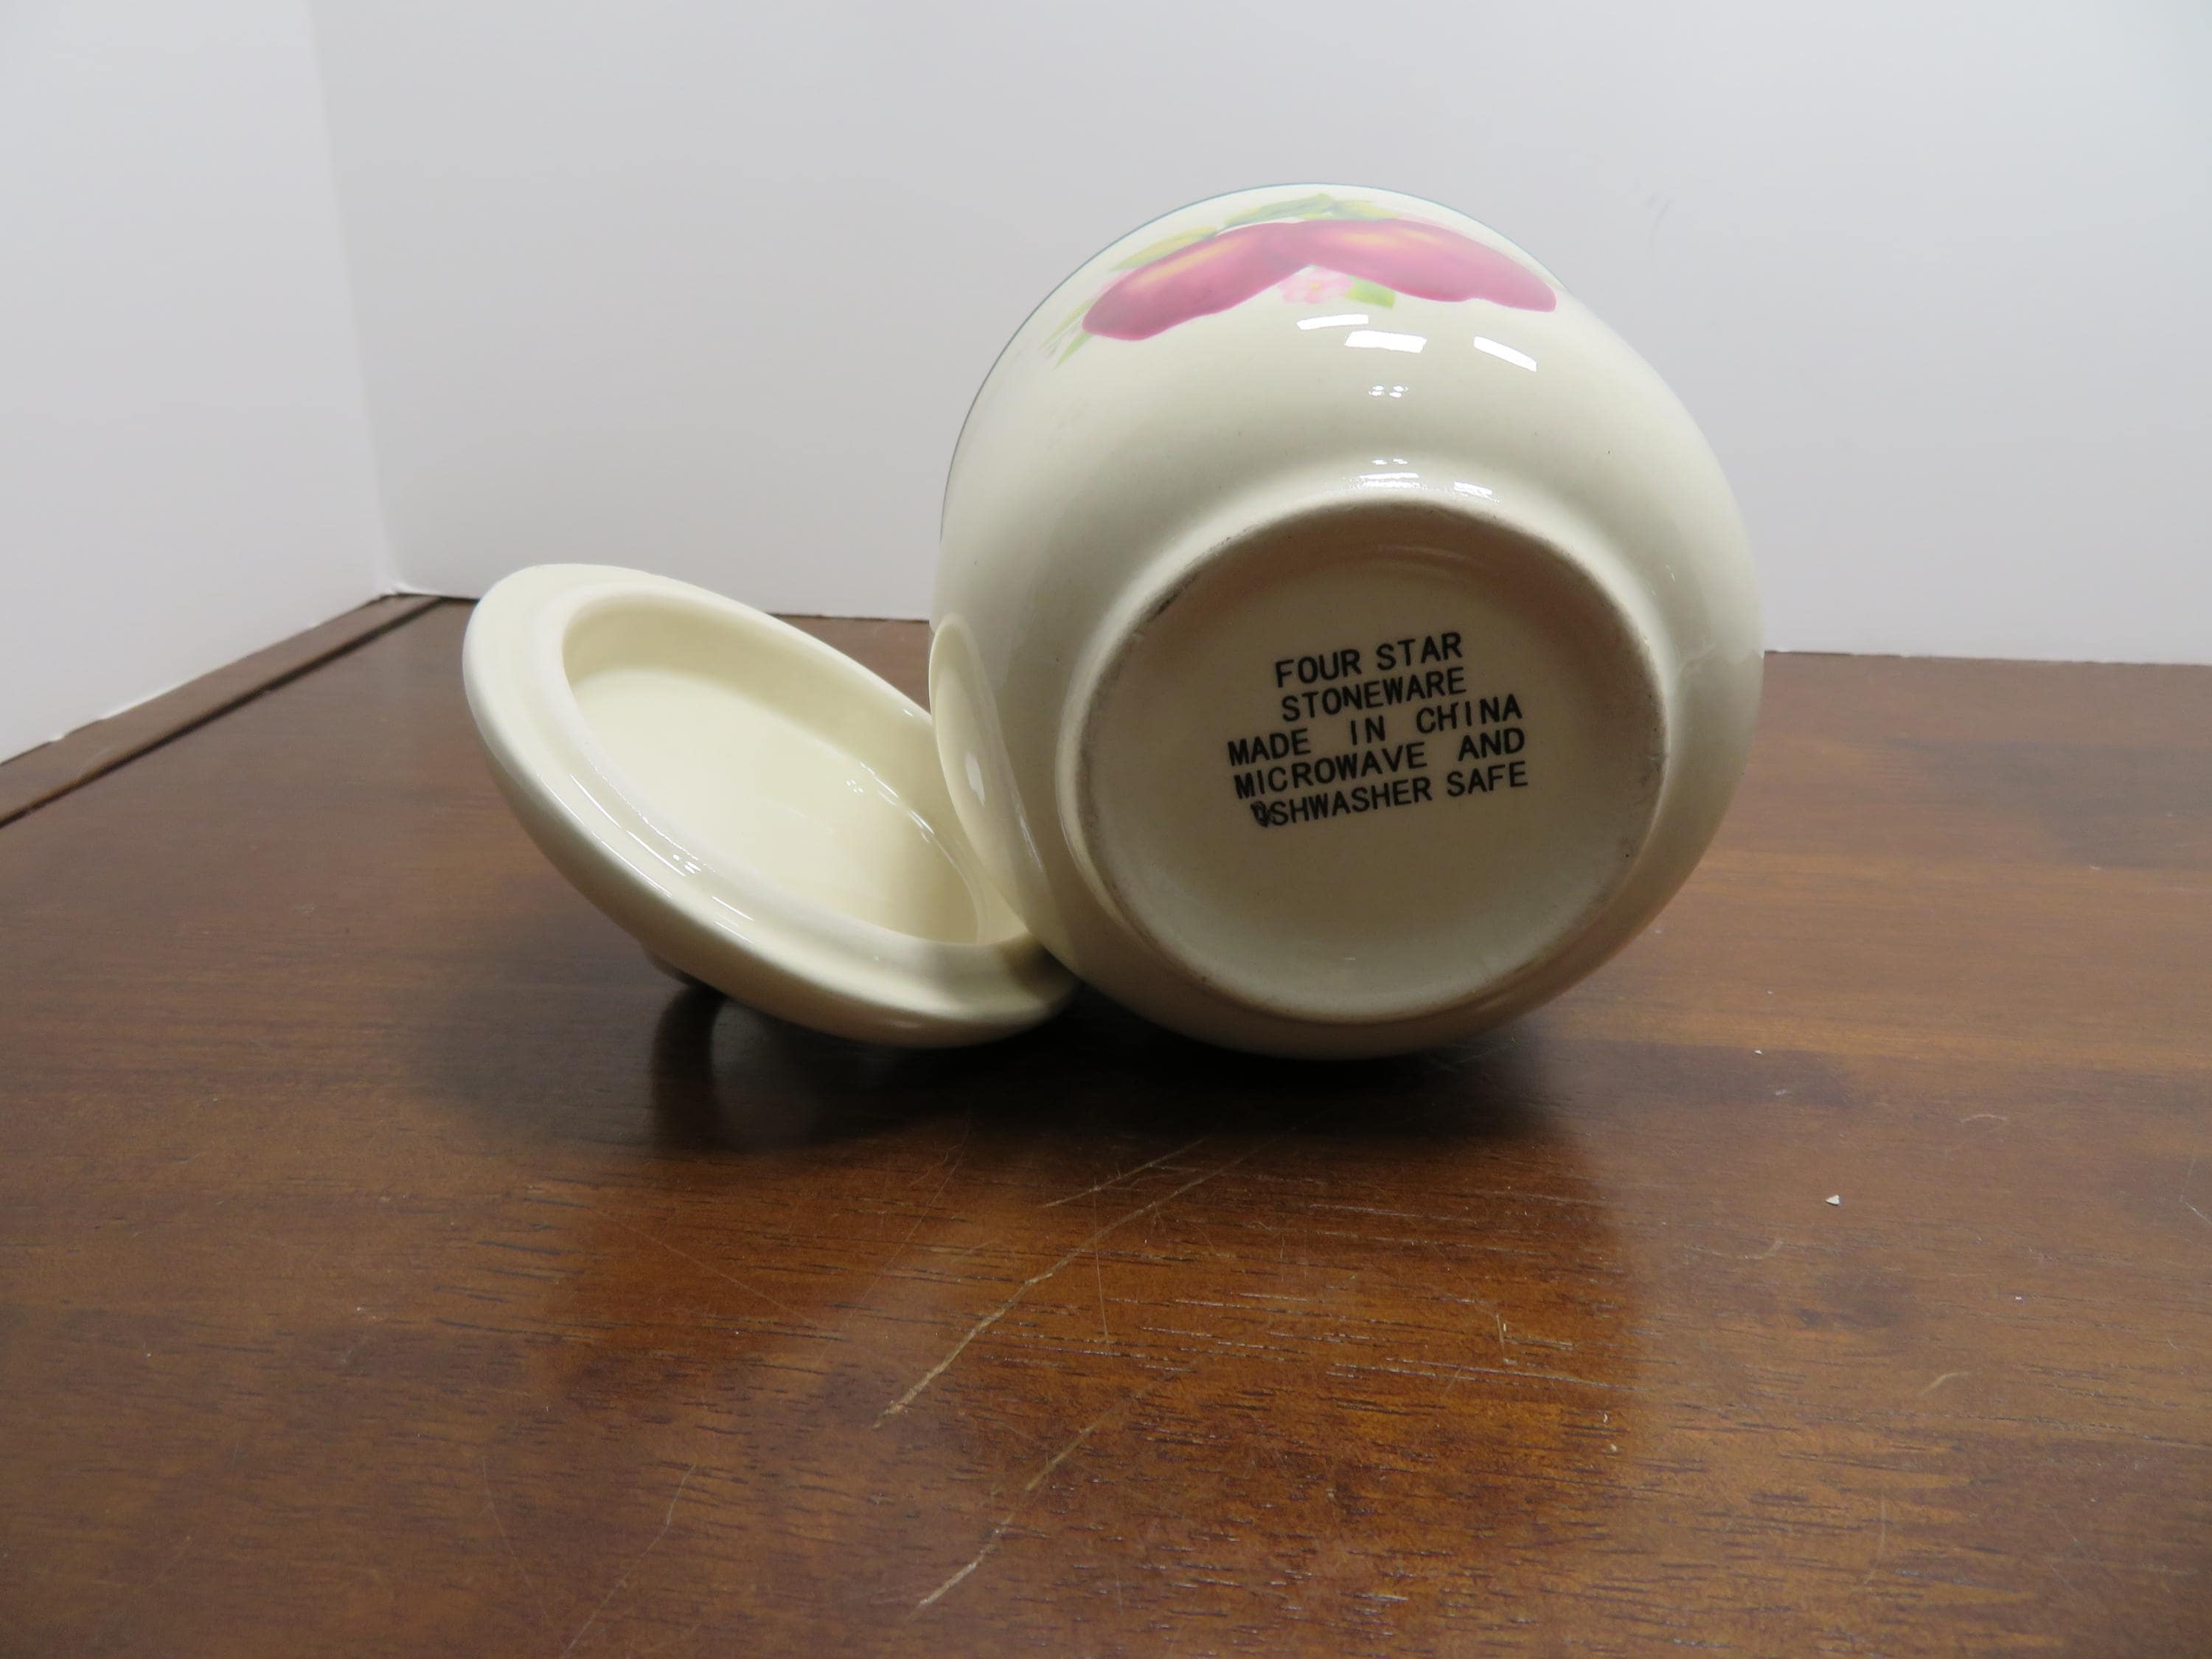 FOUR STAR
STONEWARE
MADE IN CHINA
MICROWAVE AND
SHWASHER SAFE